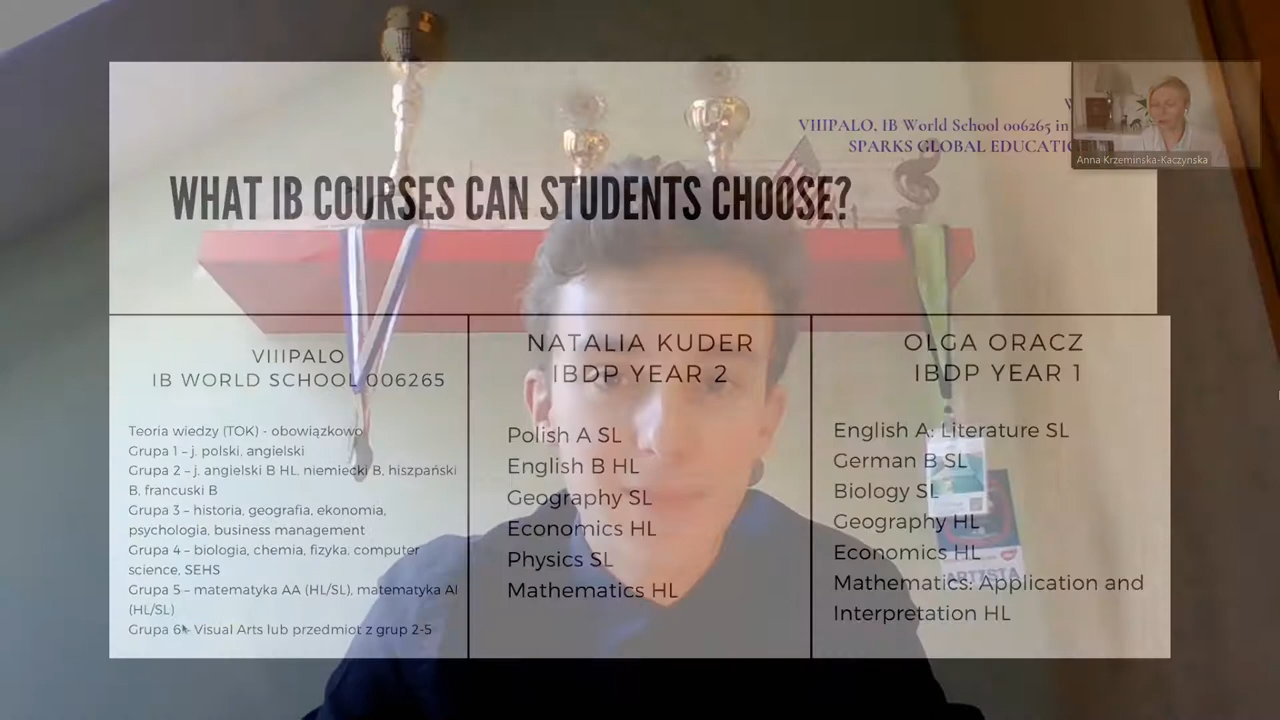 VIIIPALO, IB World School 006265 in
SPARKS GLOBAL EDUCATIO
Anna Krzeminska-Kaczynska
WHAT IB COURSES CAN STUDENTS CHOOSE?
VIIIPALO
IB WORLD SCHOOL 006265
Teoria wiedzy (TOK) - obowiązkowo
Grupa 1 – j. polski, angielski
Grupa 2 – j. angielski B HL, niemiecki B, hiszpański
B, francuski B
Grupa 3 – historia, geografia, ekonomia,
psychologia, business management
Grupa 4 – biologia, chemia, fizyka, computer
science, SEHS
Grupa 5 – matematyka AA (HL/SL), matematyka AI
(HL/SL)
Grupa 6 - Visual Arts lub przedmiot z grup 2-5
NATALIA KUDER
IBDP YEAR 2
Polish A SL
English B HL
Geography SL
Economics HL
Physics SL
Mathematics HL
OLGA ORACZ
IBDP YEAR 1
English A: Literature SL
German B SL
Biology SL
Geography HL
Economics HL
Mathematics: Application and
Interpretation HL
ARTYSTA